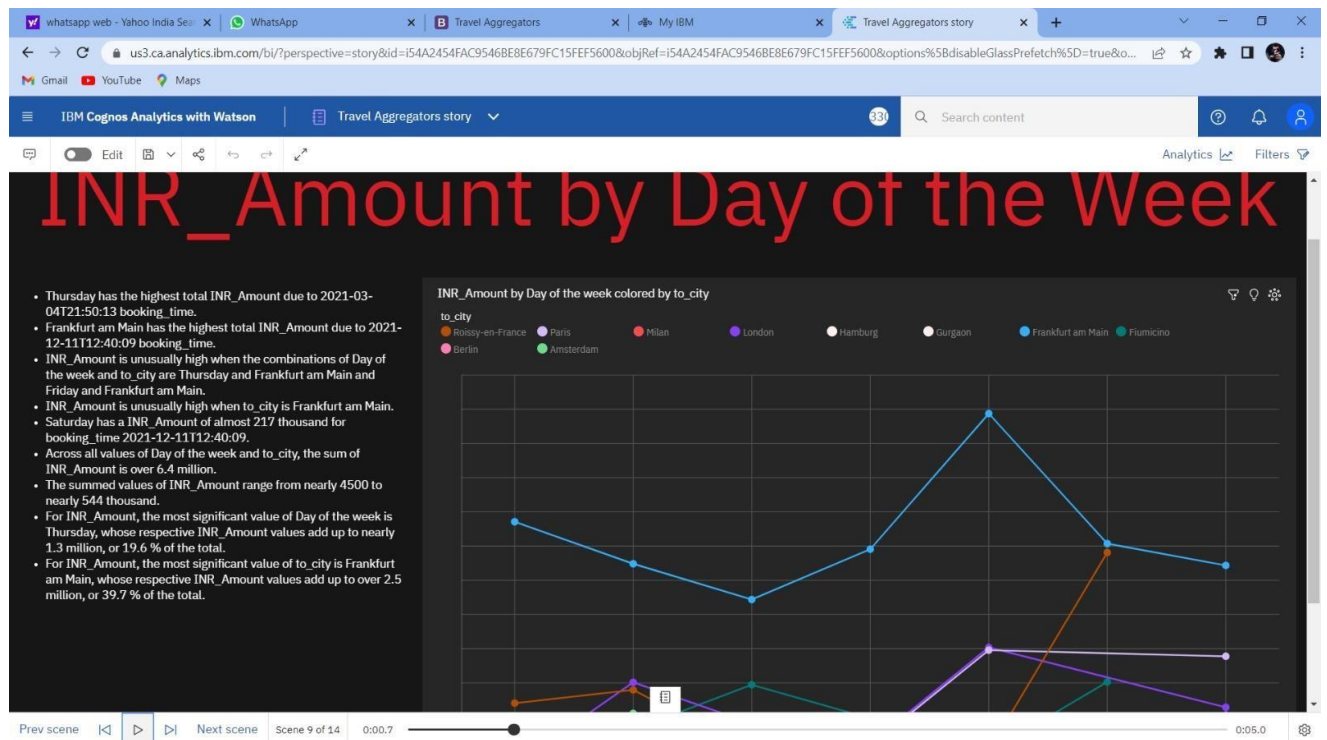 whatsapp web - Yahoo India Sea
WhatsApp
Travel Aggregators
My IBM
Travel Aggregators story
us3.ca.analytics.ibm.com/bi/?perspective=story&id=i54A2454FAC9546BE8E679FC15FEF5600&objRef=i54A2454FAC9546BE8E679FC15FEF5600&options%5BdisableGlassPrefetch%5D=true&o...
Gmail YouTube Maps
IBM Cognos Analytics with Watson Travel Aggregators story 330 Search content
Edit Analytics Filters
INR_Amount by Day of the Week
• Thursday has the highest total INR_Amount due to 2021-03-
04T21:50:13 booking_time.
• Frankfurt am Main has the highest total INR_Amount due to 2021-
12-11T12:40:09 booking_time.
• INR_Amount is unusually high when the combinations of Day of
the week and to_city are Thursday and Frankfurt am Main and
Friday and Frankfurt am Main.
• INR_Amount is unusually high when to_city is Frankfurt am Main.
• Saturday has a INR_Amount of almost 217 thousand for
booking_time 2021-12-11T12:40:09.
• Across all values of Day of the week and to_city, the sum of
INR_Amount is over 6.4 million.
• The summed values of INR_Amount range from nearly 4500 to
nearly 544 thousand.
• For INR_Amount, the most significant value of Day of the week is
Thursday, whose respective INR_Amount values add up to nearly
1.3 million, or 19.6 % of the total.
• For INR_Amount, the most significant value of to_city is Frankfurt
am Main, whose respective INR_Amount values add up to over 2.5
million, or 39.7 % of the total.
INR_Amount by Day of the week colored by to_city
to_city
Roissy-en-France Paris Milan London Hamburg Gurgaon Frankfurt am Main Fiumicino
Berlin Amsterdam
Prev scene Next scene Scene 9 of 14 0:00.7 0:05.0